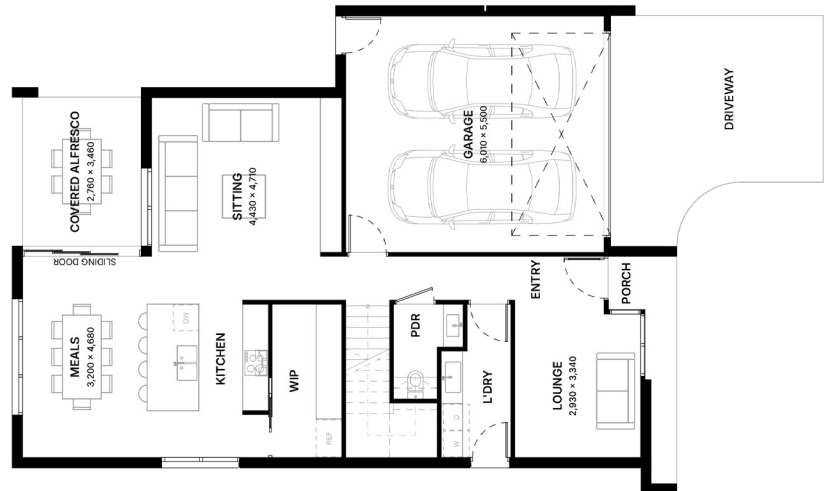 COVERED ALFRESCO
2,760 × 3,460
SLIDING DOOR
SITTING
4,430 × 4,710
GARAGE
6,010 × 5,500
DRIVEWAY
MEALS
3,200 × 4,680
DW
KITCHEN
WIP
REF
PDR
L'DRY
D
W
ENTRY
PORCH
LOUNGE
2,930 × 3,340